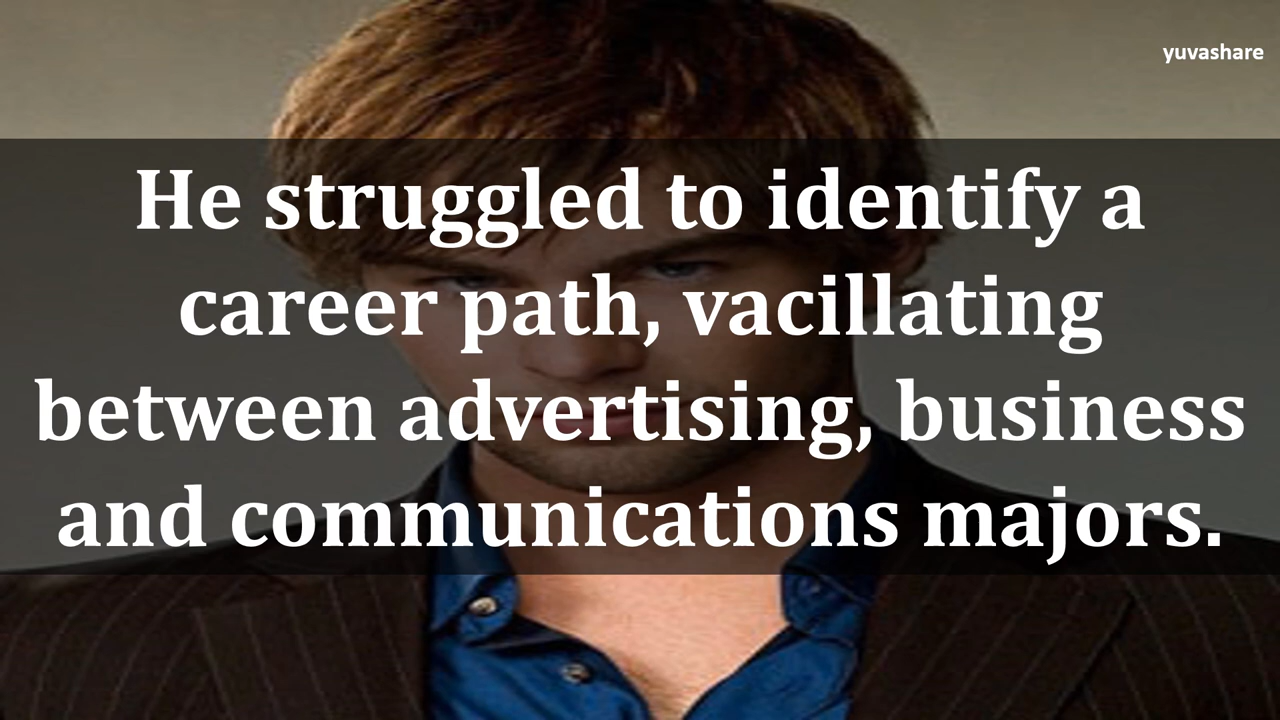 yuvashare
He struggled to identify a
career path, vacillating
between advertising, business
and communications majors.